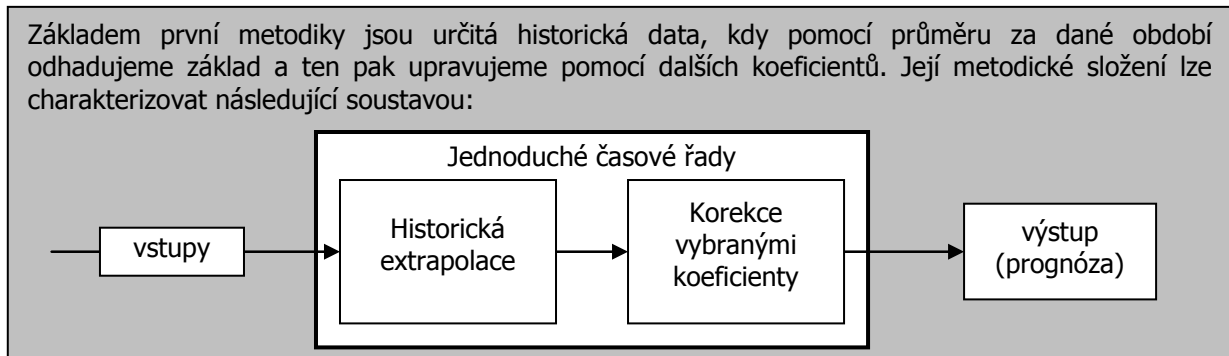 Základem první metodiky jsou určitá historická data, kdy pomocí průměru za dané období
odhadujeme základ a ten pak upravujeme pomocí dalších koeficientů. Její metodické složení lze
charakterizovat následující soustavou:
Jednoduché časové řady
vstupy
Historická
extrapolace
Korekce
vybranými
koeficienty
výstup
(prognóza)